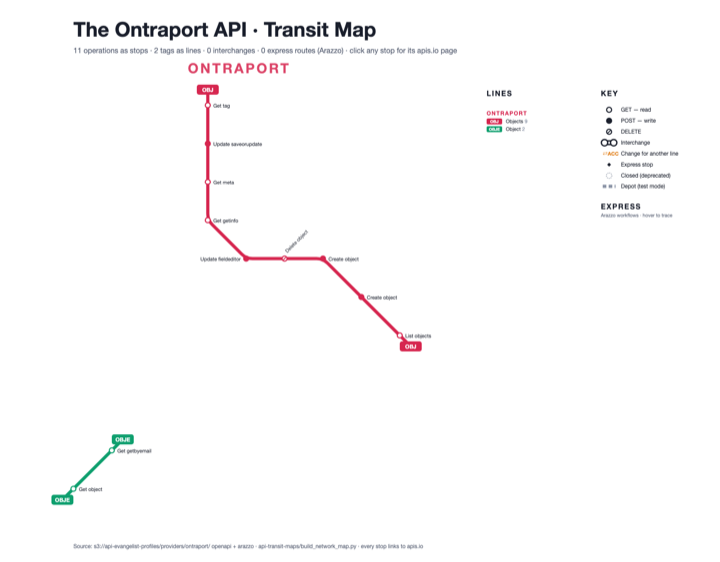 The Ontraport API · Transit Map
11 operations as stops · 2 tags as lines · 0 interchanges · 0 express routes (Arazzo) · click any stop for its apis.io page
ONTRAPORT
OBJ
Get tag
Update saveorupdate
Get meta
Get getinfo
Update fieldeditor
Delete object
Create object
Create object
List objects
OBJ
OBJE
Get getbyemail
Get object
OBJE
LINES
ONTRAPORT
OBJ Objects 9
OBJE Object 2
KEY
GET — read
POST — write
DELETE
Interchange
Change for another line
Express stop
Closed (deprecated)
Depot (test mode)
EXPRESS
Arazzo workflows · hover to trace
Source: s3://api-evangelist-profiles/providers/ontraport/ openapi + arazzo · api-transit-maps/build_network_map.py · every stop links to apis.io